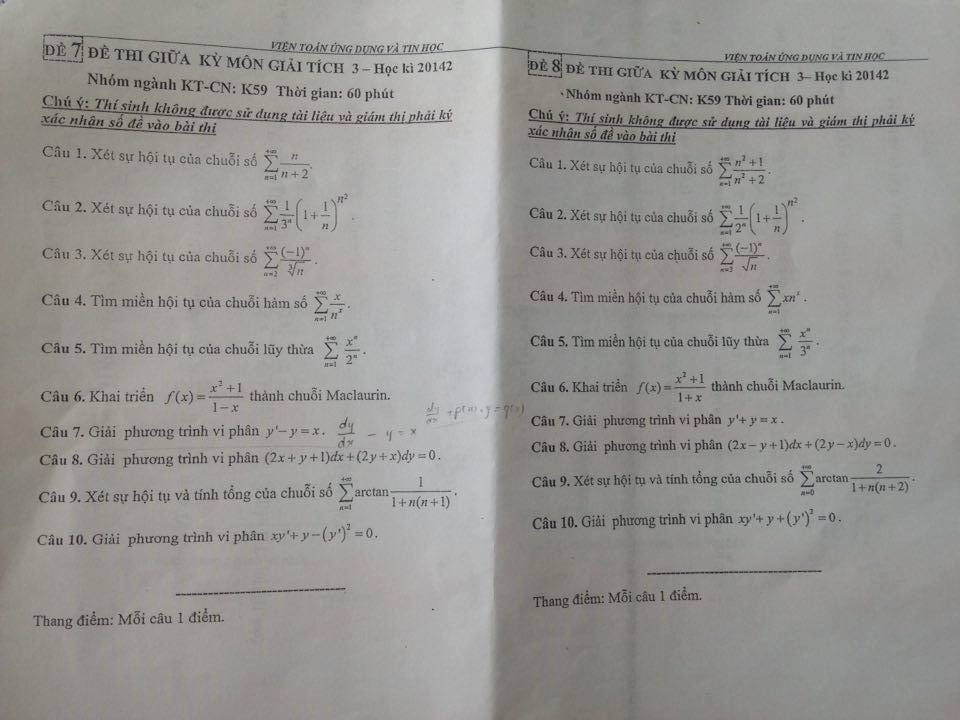 VIỆN TOÁN ỨNG DỤNG VÀ TIN HỌC
ĐỀ 7 ĐỀ THI GIỮA KỲ MÔN GIẢI TÍCH 3 – Học kì 20142
Nhóm ngành KT-CN: K59 Thời gian: 60 phút
Chú ý: Thí sinh không được sử dụng tài liệu và giám thị phải ký
xác nhận số đề vào bài thi
Câu 1. Xét sự hội tụ của chuỗi số \sum_{n=1}^{+\infty} \frac{n}{n+2}.
Câu 2. Xét sự hội tụ của chuỗi số \sum_{n=1}^{+\infty} \frac{1}{3^n}\left(1+\frac{1}{n}\right)^{n^2}.
Câu 3. Xét sự hội tụ của chuỗi số \sum_{n=2}^{+\infty} \frac{(-1)^n}{\sqrt[3]{n}}.
Câu 4. Tìm miền hội tụ của chuỗi hàm số \sum_{n=1}^{+\infty} \frac{x}{n^x}.
Câu 5. Tìm miền hội tụ của chuỗi lũy thừa \sum_{n=1}^{+\infty} \frac{x^n}{2^n}.
Câu 6. Khai triển f(x)=\frac{x^2+1}{1-x} thành chuỗi Maclaurin.
\frac{dy}{dx} + p(x).y = q(x)
Câu 7. Giải phương trình vi phân y'-y=x. \frac{dy}{dx} - y = x
Câu 8. Giải phương trình vi phân (2x+y+1)dx+(2y+x)dy=0.
Câu 9. Xét sự hội tụ và tính tổng của chuỗi số \sum_{n=1}^{+\infty} arctan\frac{1}{1+n(n+1)}.
Câu 10. Giải phương trình vi phân xy'+y-(y')^2=0.
Thang điểm: Mỗi câu 1 điểm.
VIỆN TOÁN ỨNG DỤNG VÀ TIN HỌC
ĐỀ 8 ĐỀ THI GIỮA KỲ MÔN GIẢI TÍCH 3– Học kì 20142
Nhóm ngành KT-CN: K59 Thời gian: 60 phút
Chú ý: Thí sinh không được sử dụng tài liệu và giám thị phải ký
xác nhận số đề vào bài thi
Câu 1. Xét sự hội tụ của chuỗi số \sum_{n=1}^{+\infty} \frac{n^2+1}{n^2+2}.
Câu 2. Xét sự hội tụ của chuỗi số \sum_{n=1}^{+\infty} \frac{1}{2^n}\left(1+\frac{1}{n}\right)^{n^2}.
Câu 3. Xét sự hội tụ của chuỗi số \sum_{n=2}^{+\infty} \frac{(-1)^n}{\sqrt{n}}.
Câu 4. Tìm miền hội tụ của chuỗi hàm số \sum_{n=1}^{+\infty} xn^x.
Câu 5. Tìm miền hội tụ của chuỗi lũy thừa \sum_{n=1}^{+\infty} \frac{x^n}{3^n}.
Câu 6. Khai triển f(x)=\frac{x^2+1}{1+x} thành chuỗi Maclaurin.
Câu 7. Giải phương trình vi phân y'+y=x.
Câu 8. Giải phương trình vi phân (2x-y+1)dx+(2y-x)dy=0.
Câu 9. Xét sự hội tụ và tính tổng của chuỗi số \sum_{n=0}^{+\infty} arctan\frac{2}{1+n(n+2)}.
Câu 10. Giải phương trình vi phân xy'+y+(y')^2=0.
Thang điểm: Mỗi câu 1 điểm.